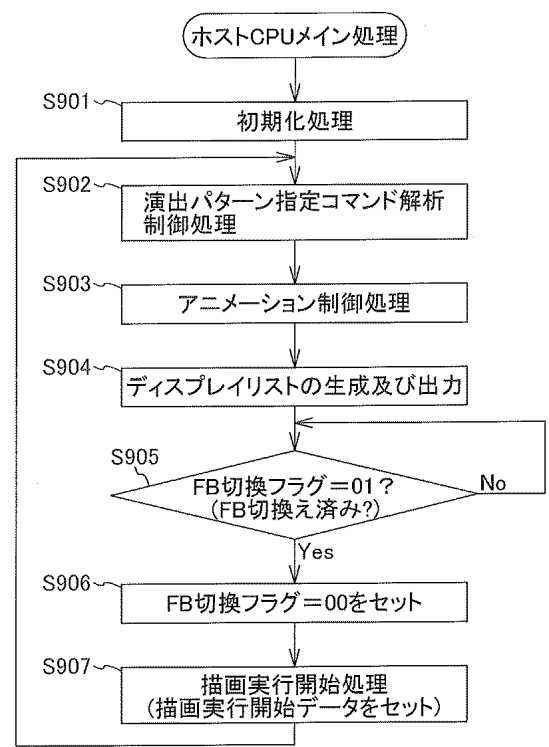 ホストCPUメイン処理
S901
初期化処理
S902
演出パターン指定コマンド解析
制御処理
S903
アニメーション制御処理
S904
ディスプレイリストの生成及び出力
S905
FB切換フラグ＝01？
(FB切換え済み?)
No
Yes
S906
FB切換フラグ＝00をセット
S907
描画実行開始処理
(描画実行開始データをセット)